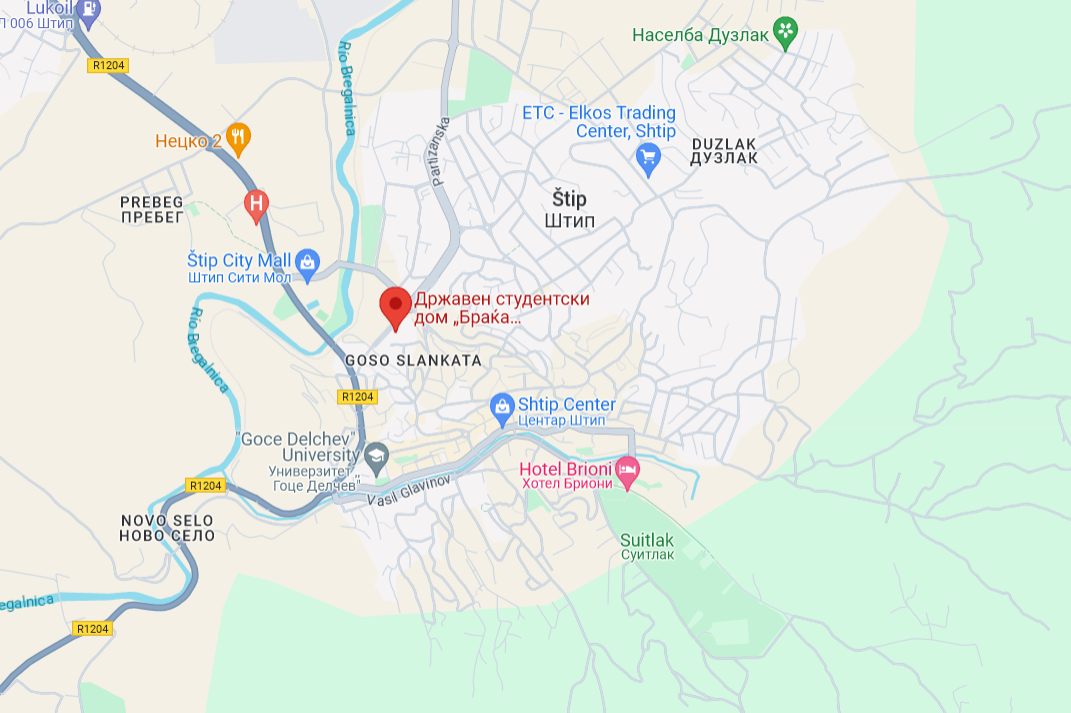 Lukoil
006 Штип
R1204
Río Bregalnica
Населба Дузлак
ETC - Elkos Trading
Center, Shtip
Нецко 2
Partizanska
DUZLAK
ДУЗЛАК
PREBEG
ПРЕБЕГ
H
Štip
Штип
Štip City Mall
Штип Сити Мол
Државен студентски
дом „Браќа...
Río Bregalnica
GOSO SLANKATA
R1204
Shtip Center
Центар Штип
"Goce Delchev"
University
Универзитет „
Гоце Делчев"
Hotel Brioni
Хотел Бриони
R1204
Vasil Glavinov
NOVO SELO
НОВО СЕЛО
Suitlak
Суитлак
egalnica
R1204